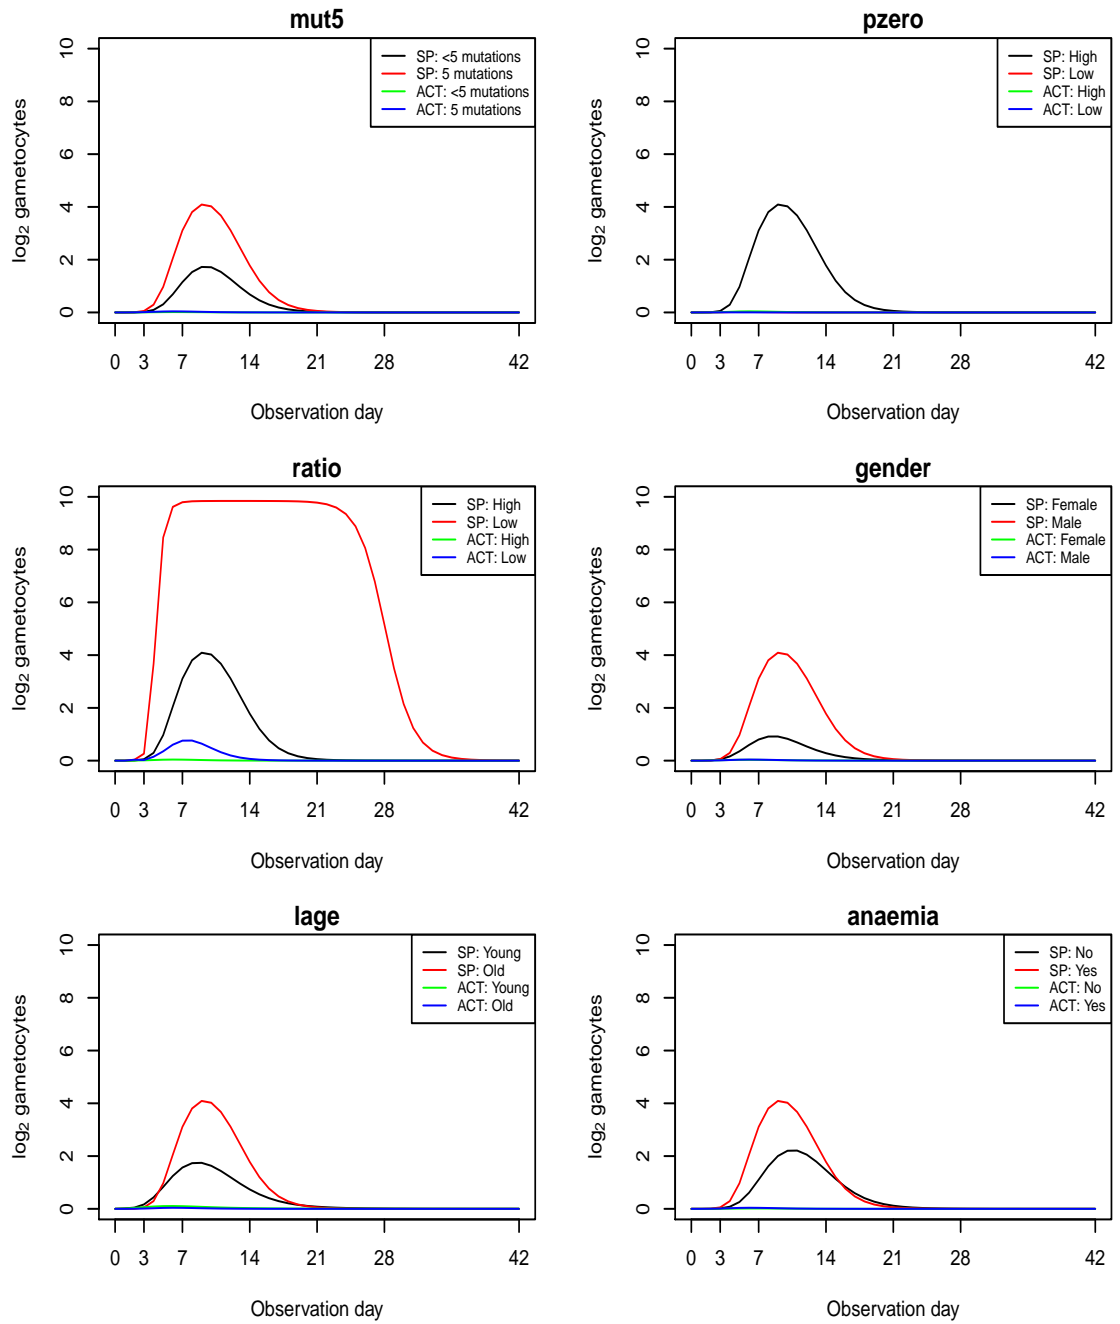 mut5
log₂ gametocytes
10
8
6
4
2
0
SP: <5 mutations
SP: 5 mutations
ACT: <5 mutations
ACT: 5 mutations
0 3 7 14 21 28 42
Observation day
pzero
log₂ gametocytes
10
8
6
4
2
0
SP: High
SP: Low
ACT: High
ACT: Low
0 3 7 14 21 28 42
Observation day
ratio
log₂ gametocytes
10
8
6
4
2
0
SP: High
SP: Low
ACT: High
ACT: Low
0 3 7 14 21 28 42
Observation day
gender
log₂ gametocytes
10
8
6
4
2
0
SP: Female
SP: Male
ACT: Female
ACT: Male
0 3 7 14 21 28 42
Observation day
lage
log₂ gametocytes
10
8
6
4
2
0
SP: Young
SP: Old
ACT: Young
ACT: Old
0 3 7 14 21 28 42
Observation day
anaemia
log₂ gametocytes
10
8
6
4
2
0
SP: No
SP: Yes
ACT: No
ACT: Yes
0 3 7 14 21 28 42
Observation day